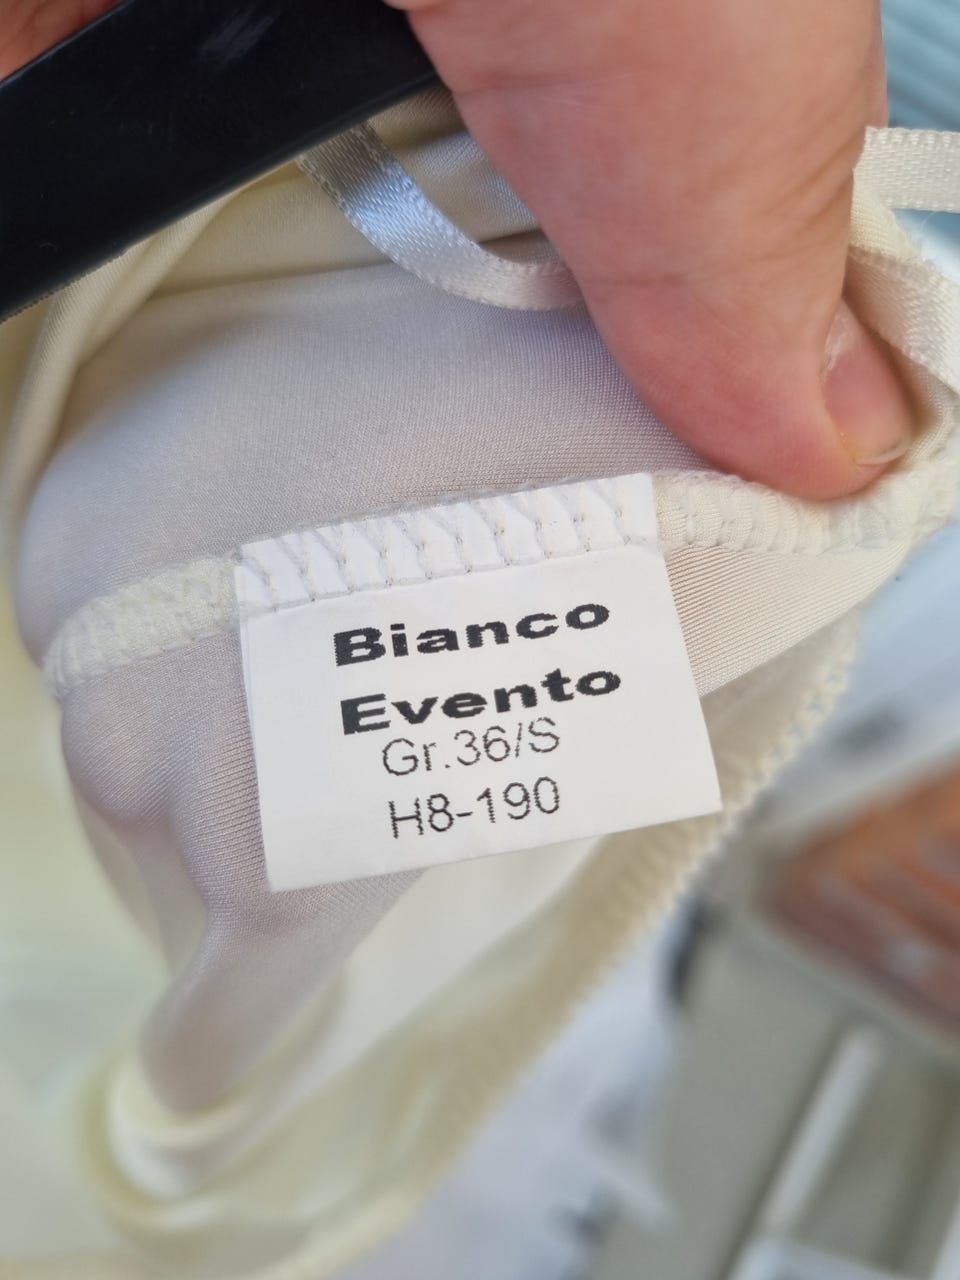 Bianco
Evento
Gr.36/S
H8-190